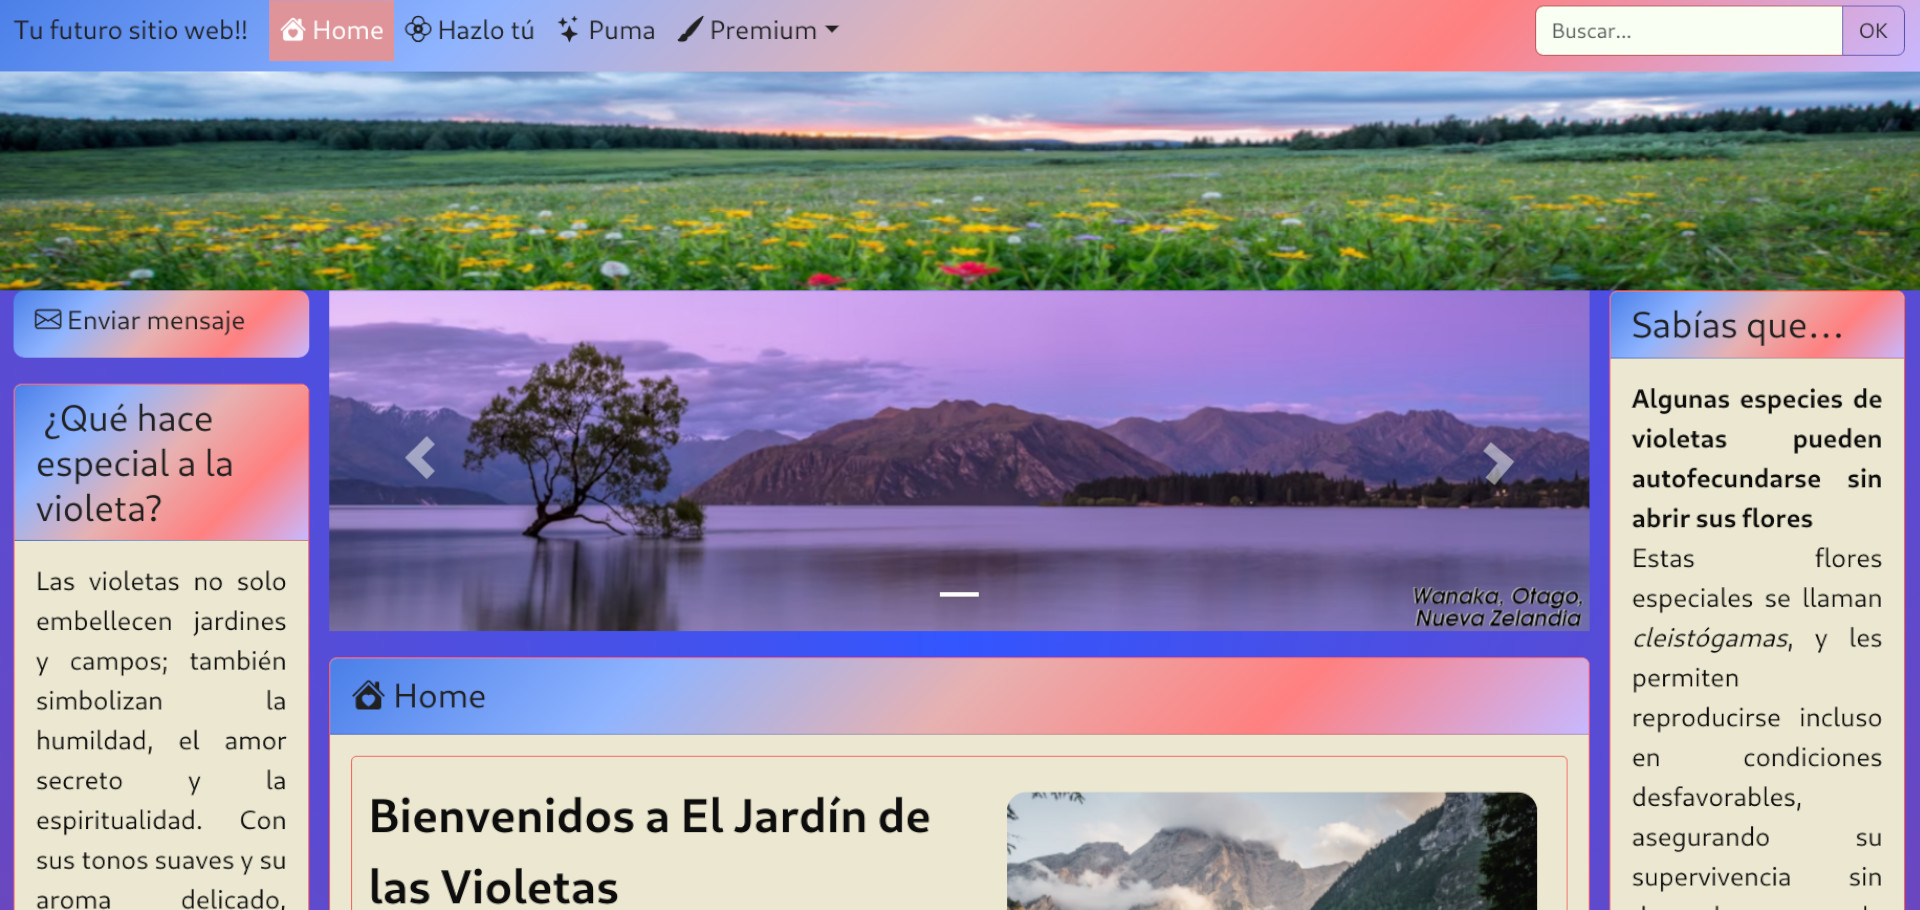 Tu futuro sitio web!! Home Hazlo tú Puma Premium Buscar... OK
Enviar mensaje
¿Qué hace
especial a la
violeta?
Las violetas no solo
embellecen jardines
y campos; también
simbolizan la
humildad, el amor
secreto y la
espiritualidad. Con
sus tonos suaves y su
aroma delicado,
Wanaka, Otago,
Nueva Zelandia
Home
Bienvenidos a El Jardín de
las Violetas
Sabías que...
Algunas especies de
violetas pueden
autofecundarse sin
abrir sus flores
Estas flores
especiales se llaman
cleistógamas, y les
permiten
reproducirse incluso
en condiciones
desfavorables,
asegurando su
supervivencia sin